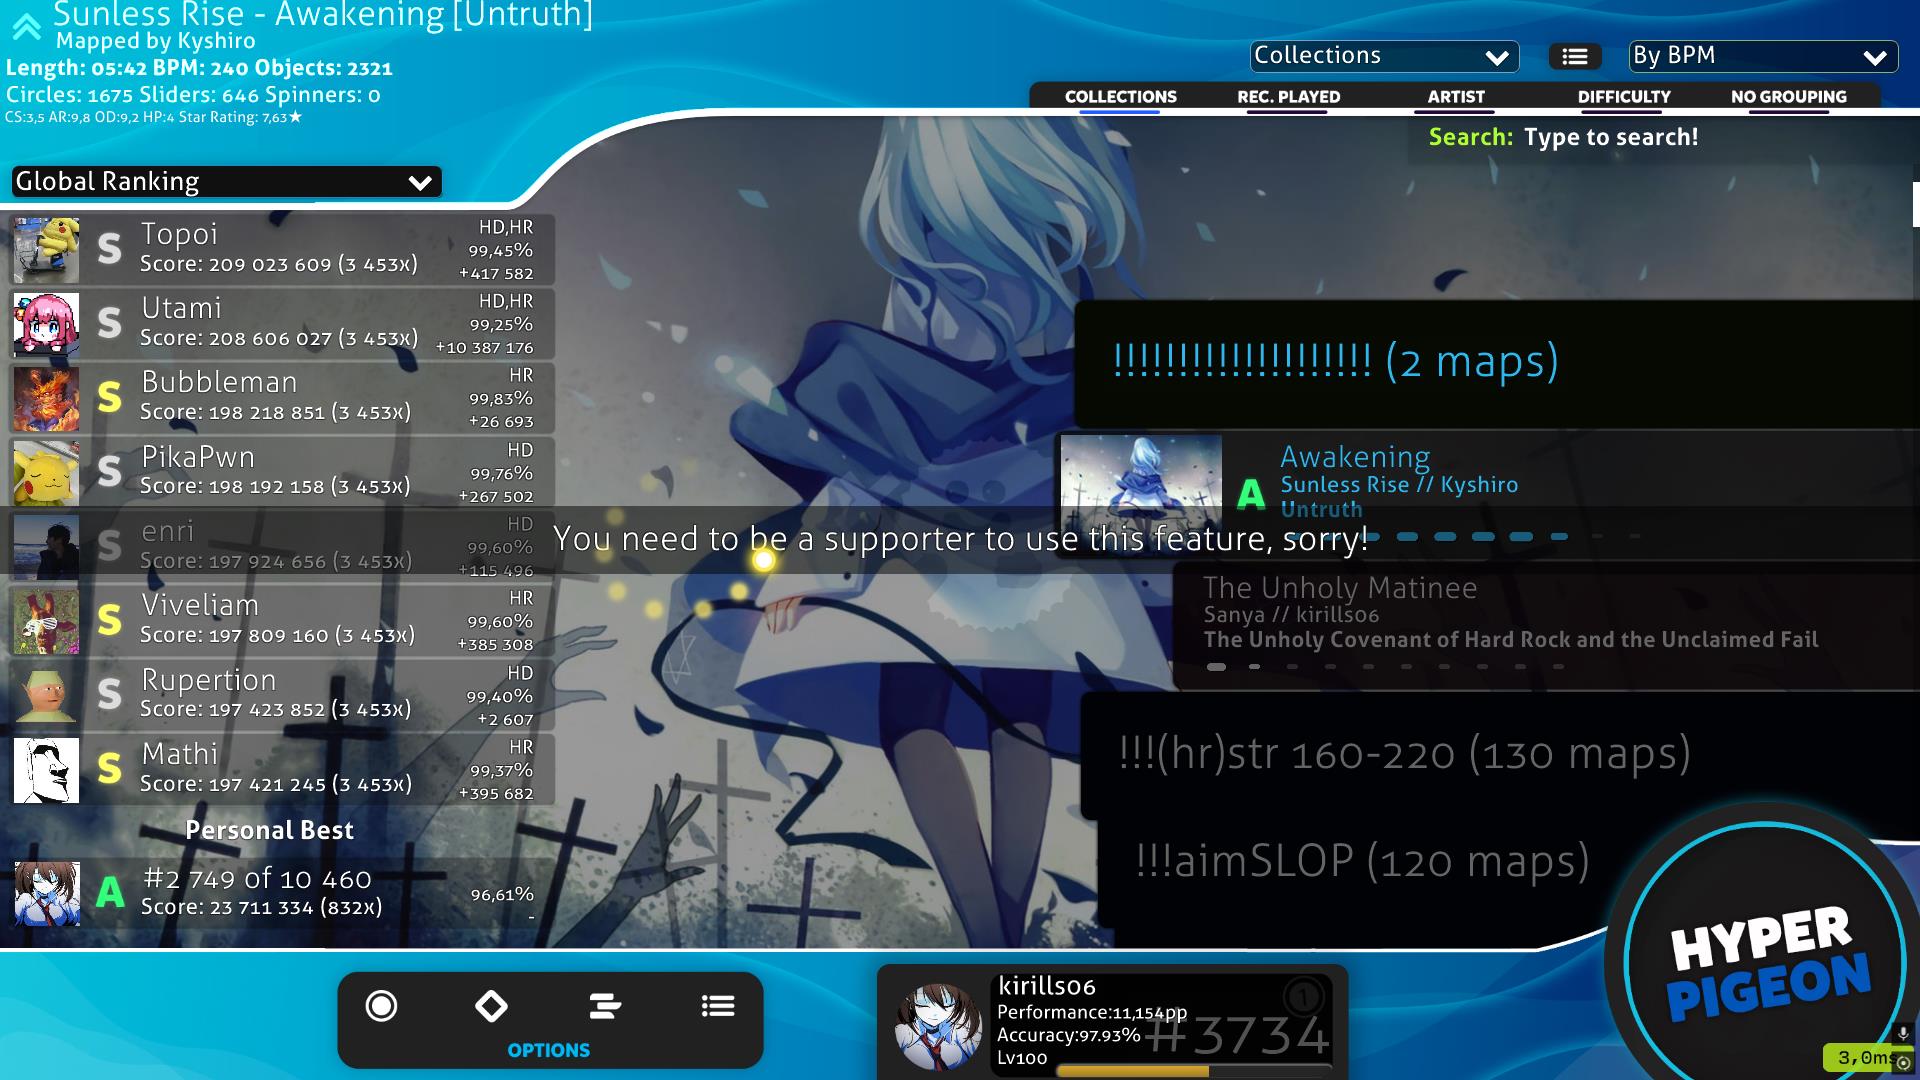 Sunless Rise - Awakening [Untruth]
Mapped by Kyshiro
Length: 05:42 BPM: 240 Objects: 2321
Circles: 1675 Sliders: 646 Spinners: 0
CS:3,5 AR:9,8 OD:9,2 HP:4 Star Rating: 7,63★
Collections
By BPM
COLLECTIONS
REC. PLAYED
ARTIST
DIFFICULTY
NO GROUPING
Search: Type to search!
Global Ranking
S
Topoi
Score: 209 023 609 (3 453x)
HD,HR
99,45%
+417 582
S
Utami
Score: 208 606 027 (3 453x)
HD,HR
99,25%
+10 387 176
S
Bubbleman
Score: 198 218 851 (3 453x)
HR
99,83%
+26 693
S
PikaPwn
Score: 198 192 158 (3 453x)
HD
99,76%
+267 502
S
enri
Score: 197 924 656 (3 453x)
HD
99,60%
+115 496
S
Viveliam
Score: 197 809 160 (3 453x)
HR
99,60%
+385 308
S
Rupertion
Score: 197 423 852 (3 453x)
HD
99,40%
+2 607
S
Mathi
Score: 197 421 245 (3 453x)
HR
99,37%
+395 682
Personal Best
A
#2 749 of 10 460
Score: 23 711 334 (832x)
96,61%
-
You need to be a supporter to use this feature, sorry!
!!!!!!!!!!!!!!!!!!!! (2 maps)
A
Awakening
Sunless Rise // Kyshiro
Untruth
The Unholy Matinee
Sanya // kirills06
The Unholy Covenant of Hard Rock and the Unclaimed Fail
!!!(hr)str 160-220 (130 maps)
!!!aimSLOP (120 maps)
OPTIONS
kirills06
Performance:11,154pp
Accuracy:97.93%
Lv100
#3734
1
HYPER
PIGEON
3,0ms